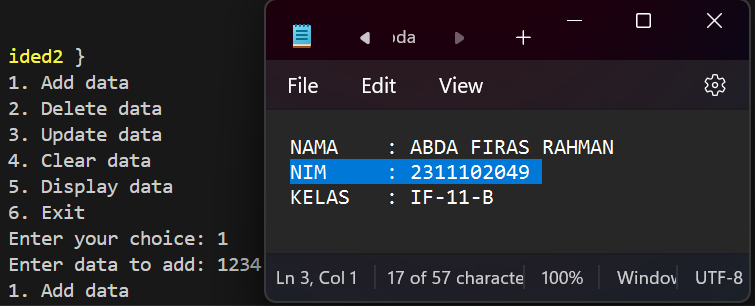 ided2 }
1. Add data
2. Delete data
3. Update data
4. Clear data
5. Display data
6. Exit
Enter your choice: 1
Enter data to add: 1234
1. Add data
oda
File Edit View
NAMA : ABDA FIRAS RAHMAN
NIM : 2311102049
KELAS : IF-11-B
Ln 3, Col 1 17 of 57 characte 100% Window UTF-8